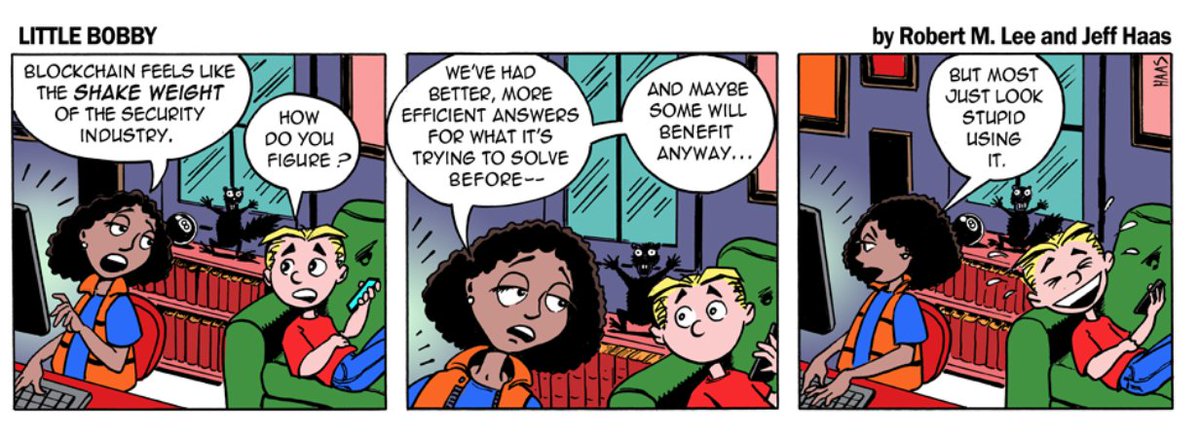 LITTLE BOBBY
by Robert M. Lee and Jeff Haas
BLOCKCHAIN FEELS LIKE
THE SHAKE WEIGHT
OF THE SECURITY
INDUSTRY.
HOW
DO YOU
FIGURE?
WE'VE HAD
BETTER, MORE
EFFICIENT ANSWERS
FOR WHAT IT'S
TRYING TO SOLVE
BEFORE--
AND MAYBE
SOME WILL
BENEFIT
ANYWAY...
BUT MOST
JUST LOOK
STUPID
USING
IT.
HAAS